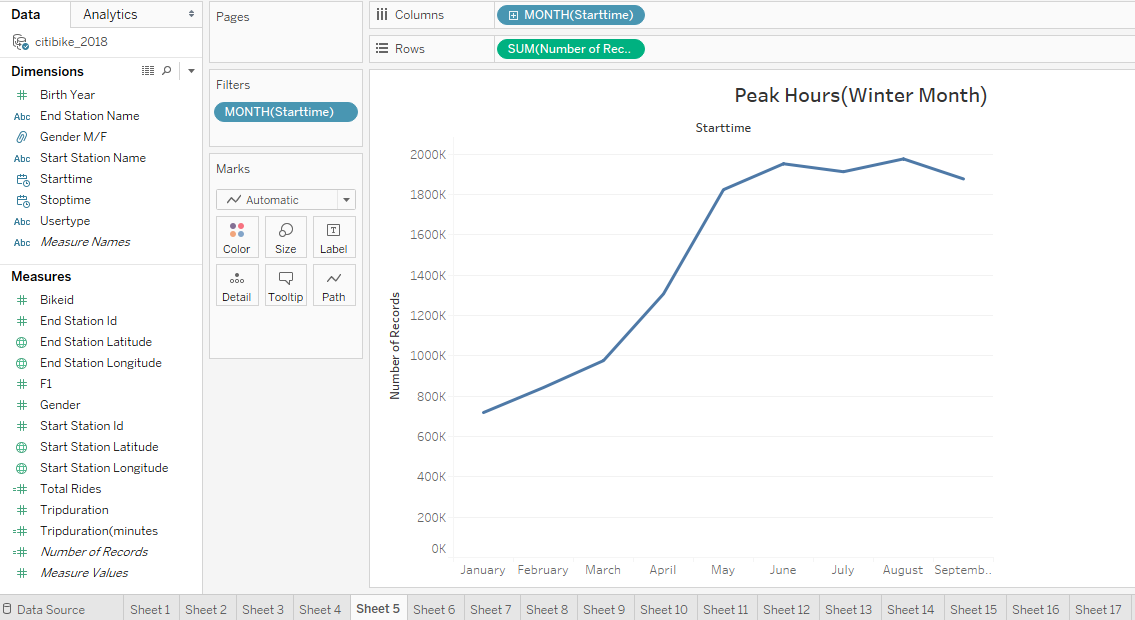 Data
Analytics
citibike_2018
Dimensions
Birth Year
Abc End Station Name
Gender M/F
Abc Start Station Name
Starttime
Stoptime
Abc Usertype
Abc Measure Names
Measures
Bikeid
End Station Id
End Station Latitude
End Station Longitude
F1
Gender
Start Station Id
Start Station Latitude
Start Station Longitude
Total Rides
Tripduration
Tripduration(minutes
Number of Records
Measure Values
Pages
Filters
MONTH(Starttime)
Marks
Automatic
Color Size Label
Detail Tooltip Path
Columns MONTH(Starttime)
Rows SUM(Number of Rec..
Peak Hours(Winter Month)
Starttime
Number of Records
2000K
1800K
1600K
1400K
1200K
1000K
800K
600K
400K
200K
0K
January February March April May June July August Septemb..
Data Source Sheet 1 Sheet 2 Sheet 3 Sheet 4 Sheet 5 Sheet 6 Sheet 7 Sheet 8 Sheet 9 Sheet 10 Sheet 11 Sheet 12 Sheet 13 Sheet 14 Sheet 15 Sheet 16 Sheet 17